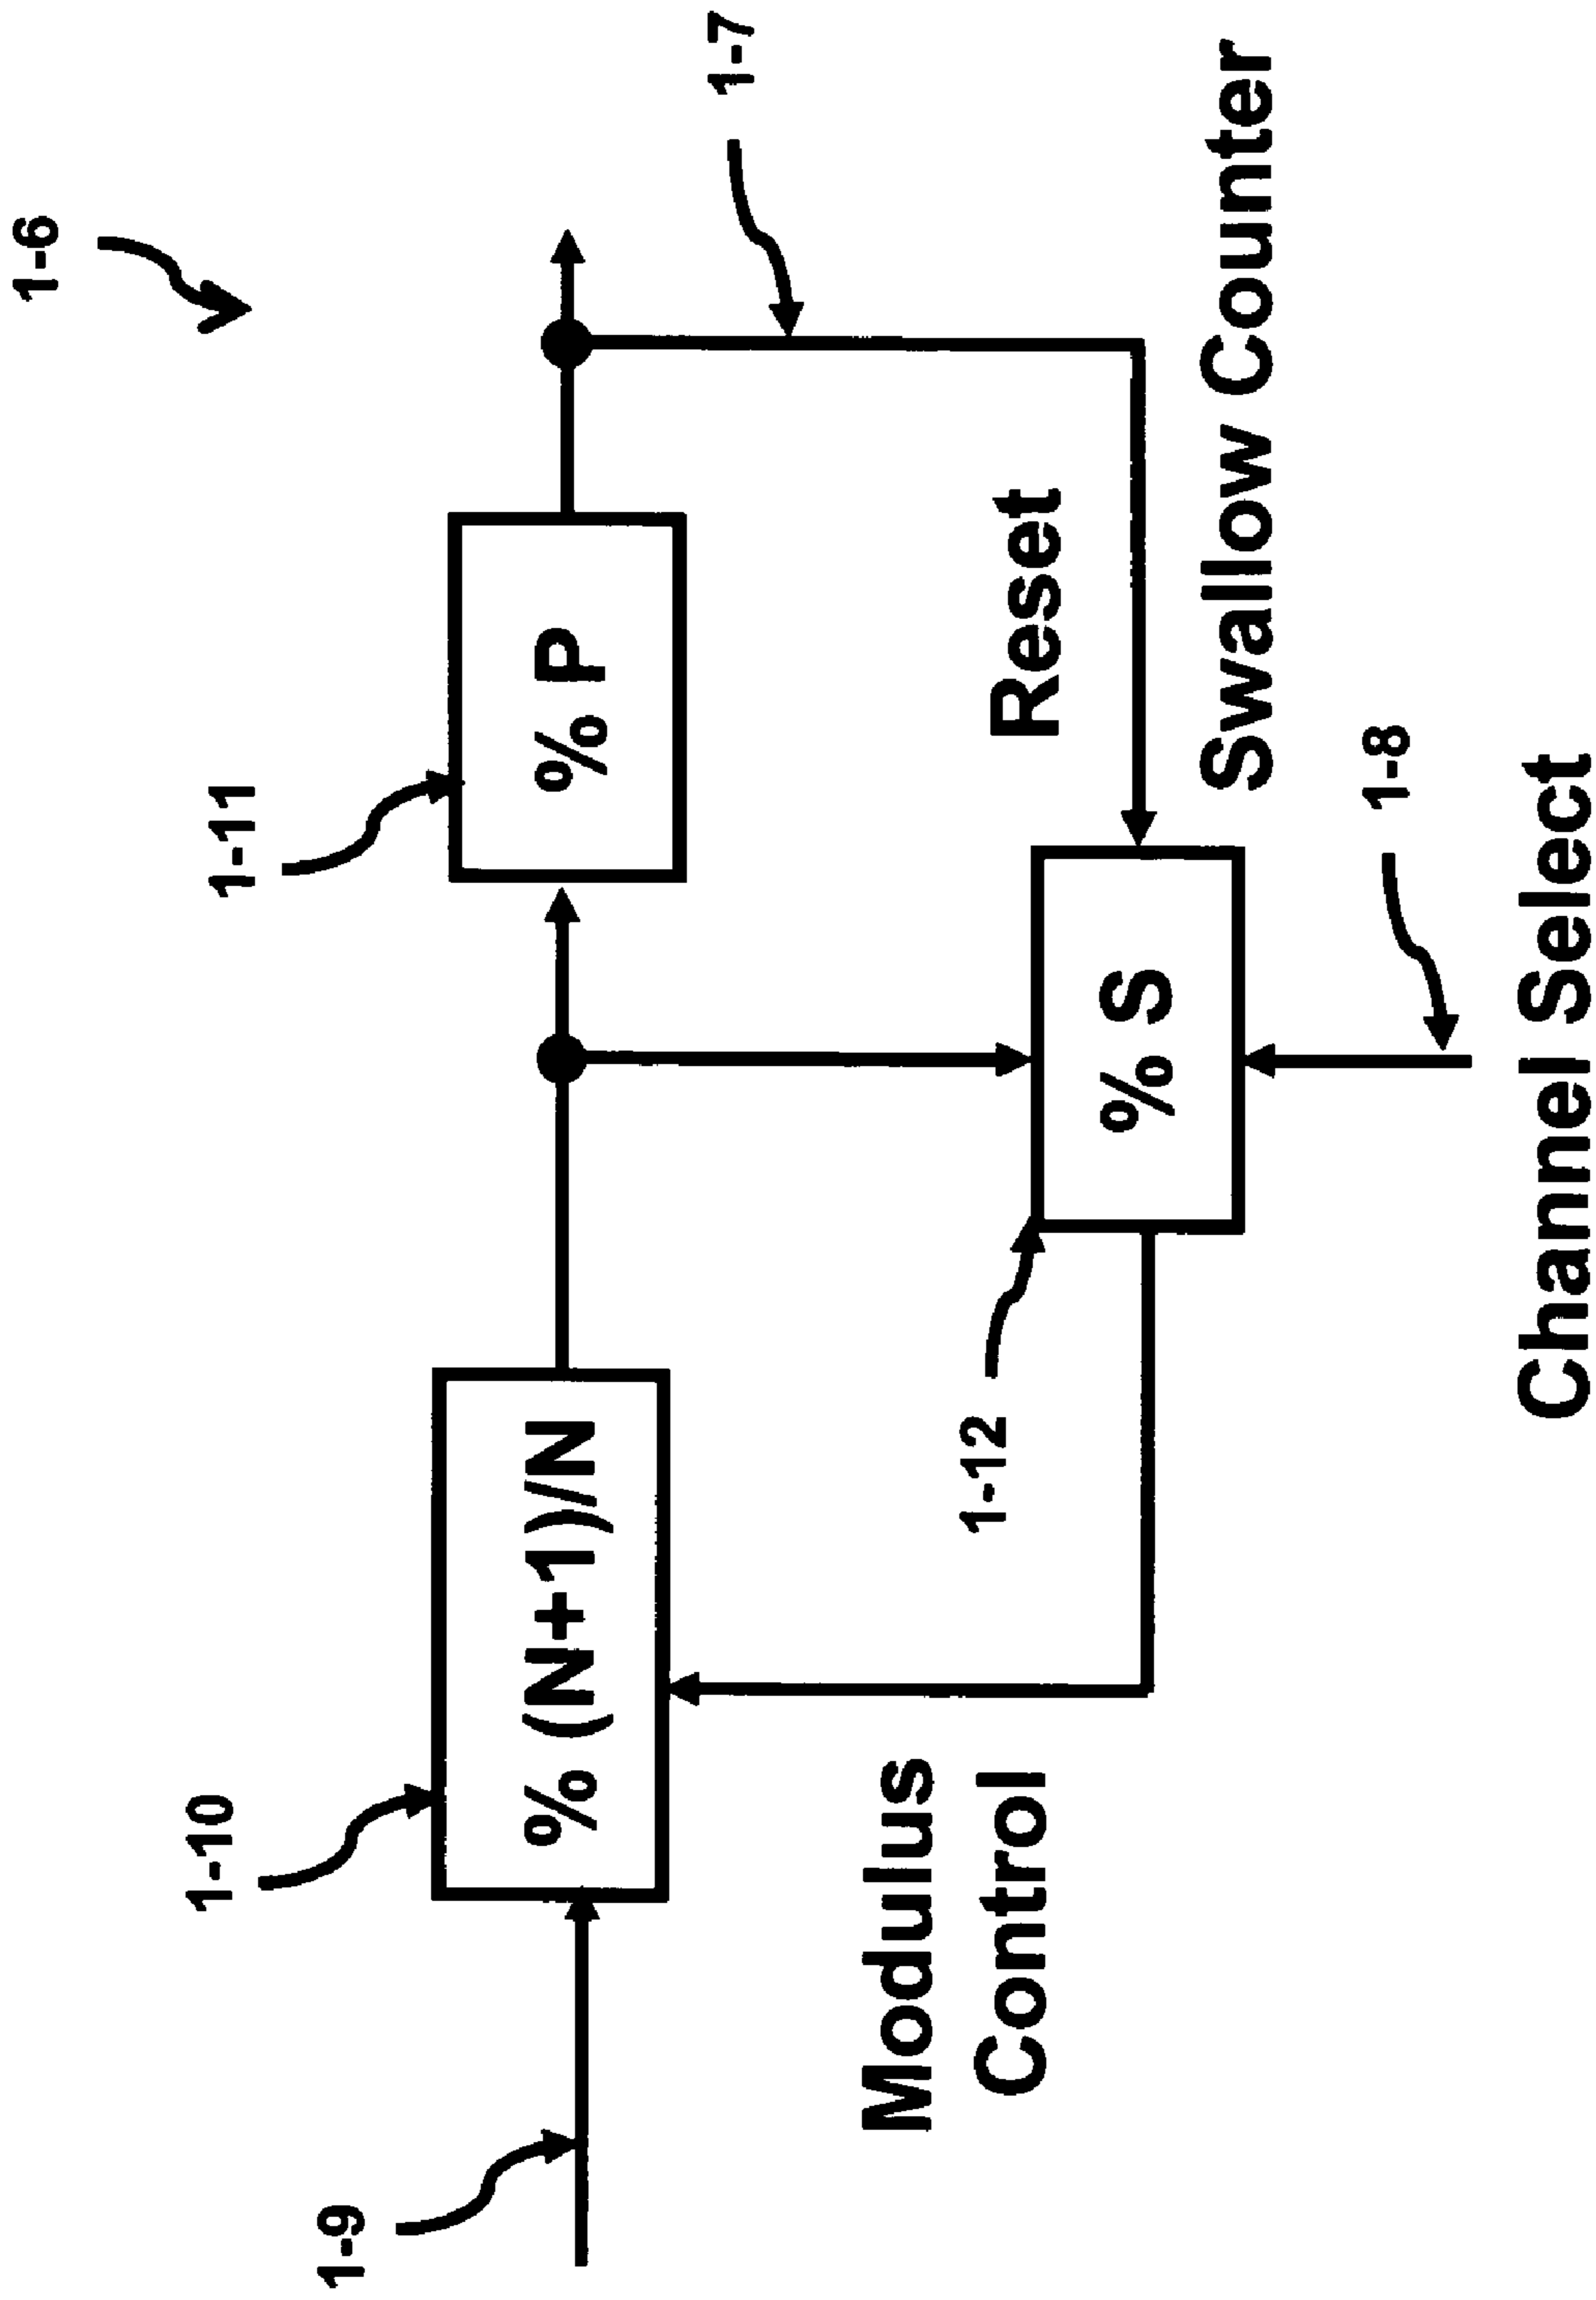 1-6
1-11
1-10
1-7
1-9
% (N+1)/N
% P
Reset
Modulus
Control
1-12
% S
Swallow Counter
1-8
Channel Select